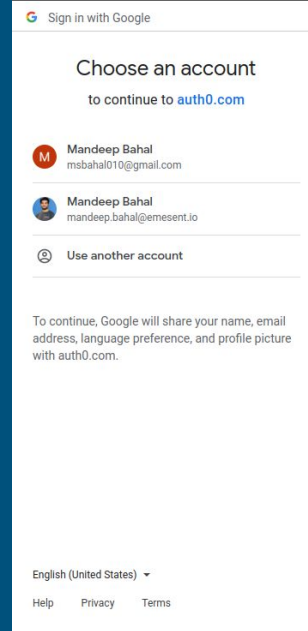 Sign in with Google
Choose an account
to continue to auth0.com
M
Mandeep Bahal
msbahal010@gmail.com
Mandeep Bahal
mandeep.bahal@emesent.io
Use another account
To continue, Google will share your name, email
address, language preference, and profile picture
with auth0.com.
English (United States)
Help Privacy Terms